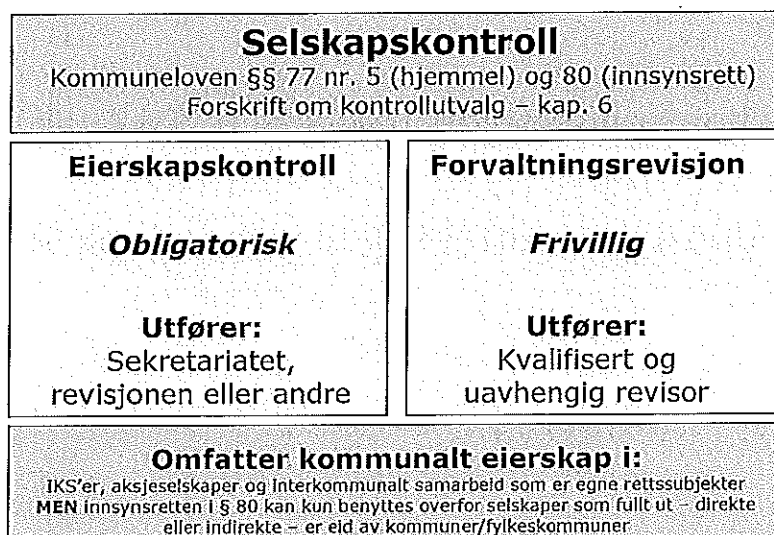 Selskapskontroll
Kommuneloven §§ 77 nr. 5 (hjemmel) og 80 (innsynsrett)
Forskrift om kontrollutvalg – kap. 6
Eierskapskontroll
Obligatorisk
Utfører:
Sekretariatet,
revisjonen eller andre
Forvaltningsrevisjon
Frivillig
Utfører:
Kvalifisert og
uavhengig revisor
Omfatter kommunalt eierskap i:
IKS'er, aksjeselskaper og interkommunalt samarbeid som er egne rettssubjekter
MEN innsynsretten i § 80 kan kun benyttes overfor selskaper som fullt ut – direkte
eller indirekte – er eid av kommuner/fylkeskommuner